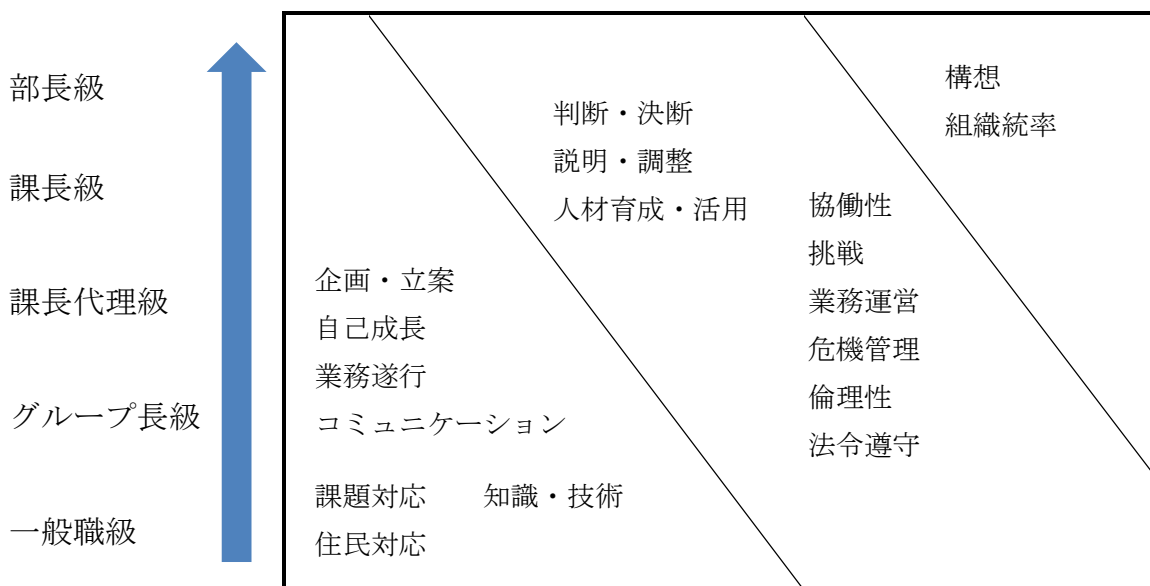 部長級
課長級
課長代理級
グループ長級
一般職級
企画・立案
自己成長
業務遂行
コミュニケーション
課題対応　　知識・技術
住民対応
判断・決断
説明・調整
人材育成・活用
協働性
挑戦
業務運営
危機管理
倫理性
法令遵守
構想
組織統率